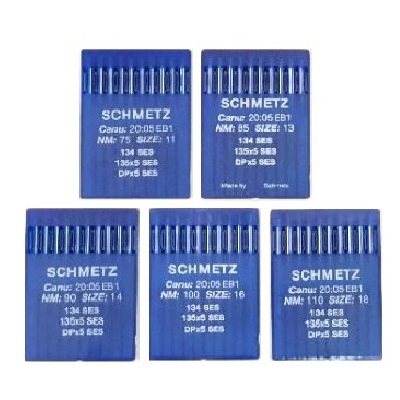 SCHMETZ
Canu: 20:05 EB1
NM: 75 SIZE: 11
134 SES
135x5 SES
DPx5 SES
SCHMETZ
Canu: 20:05 EB1
NM: 85 SIZE: 13
134 SES
135x5 SES
DPx5 SES
Made by Schmetz
SCHMETZ
Canu: 20:05 EB1
NM: 90 SIZE: 14
134 SES
135x5 SES
DPx5 SES
SCHMETZ
Canu: 20:05 EB1
NM: 100 SIZE: 16
134 SES
135x5 SES
DPx5 SES
SCHMETZ
Canu: 20:05 EB1
NM: 110 SIZE: 18
134 SES
135x5 SES
DPx5 SES